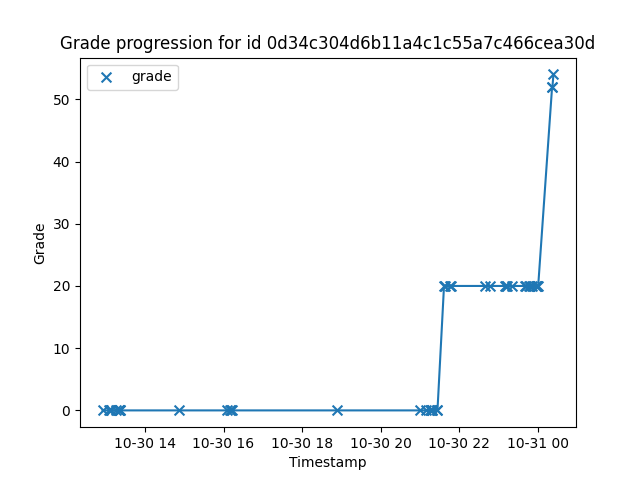 Grade progression for id 0d34c304d6b11a4c1c55a7c466cea30d
grade
50
40
30
20
10
0
Grade
10-30 14 10-30 16 10-30 18 10-30 20 10-30 22 10-31 00
Timestamp